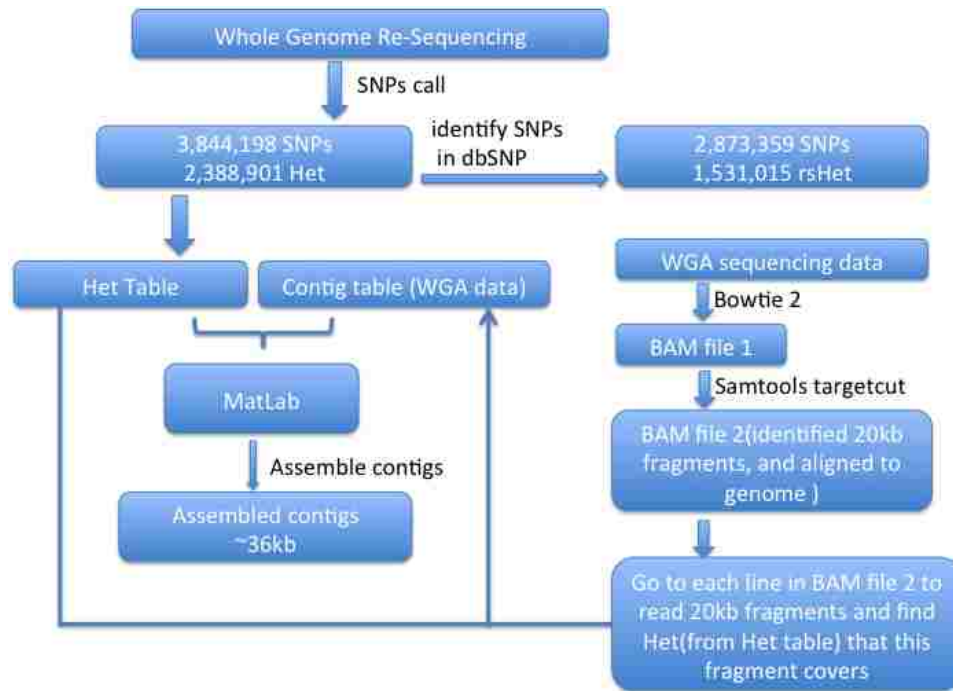 Whole Genome Re-Sequencing
SNPs call
3,844,198 SNPs
2,388,901 Het
identify SNPs
in dbSNP
2,873,359 SNPs
1,531,015 rsHet
Het Table
Contig table (WGA data)
MatLab
Assemble contigs
Assembled contigs
~36kb
WGA sequencing data
Bowtie 2
BAM file 1
Samtools targetcut
BAM file 2(identified 20kb
fragments, and aligned to
genome )
Go to each line in BAM file 2 to
read 20kb fragments and find
Het(from Het table) that this
fragment covers